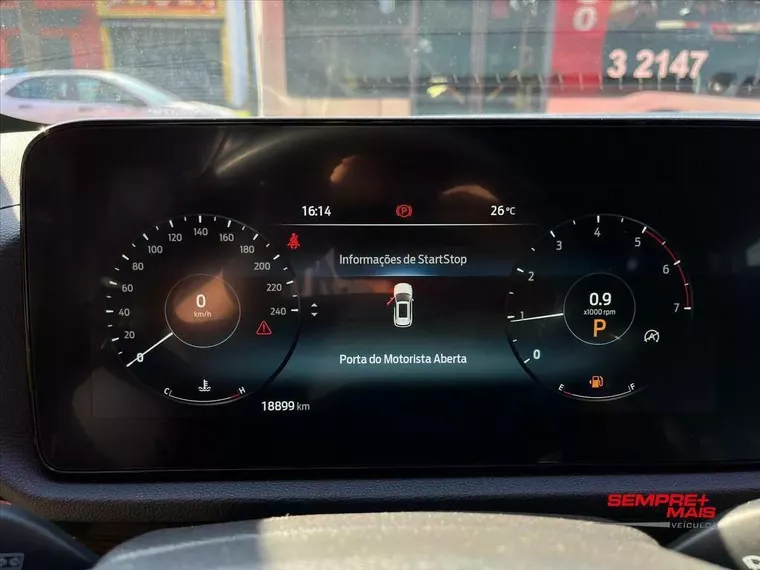 0
3 2147
16:14
P
26 °C
Informações de StartStop
0
20
40
60
80
100
120
140
160
180
200
220
240
0
km/h
0
1
2
3
4
5
6
7
0.9
x1000 rpm
P
A
Porta do Motorista Aberta
C H
E F
18899 km
SEMPRE+
MAIS
VEÍCULOS